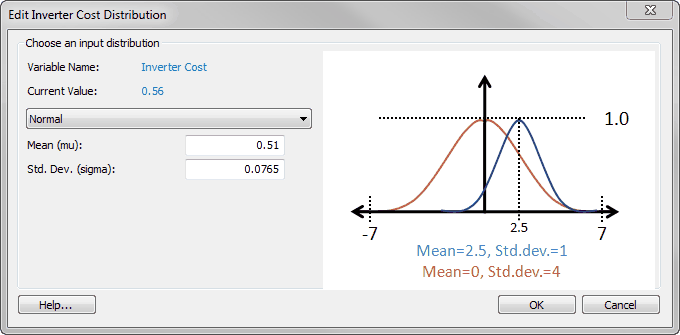 Edit Inverter Cost Distribution
Choose an input distribution
Variable Name: Inverter Cost
Current Value: 0.56
Normal
Mean (mu): 0.51
Std. Dev. (sigma): 0.0765
1.0
-7
2.5
7
Mean=2.5, Std.dev.=1
Mean=0, Std.dev.=4
Help...
OK
Cancel